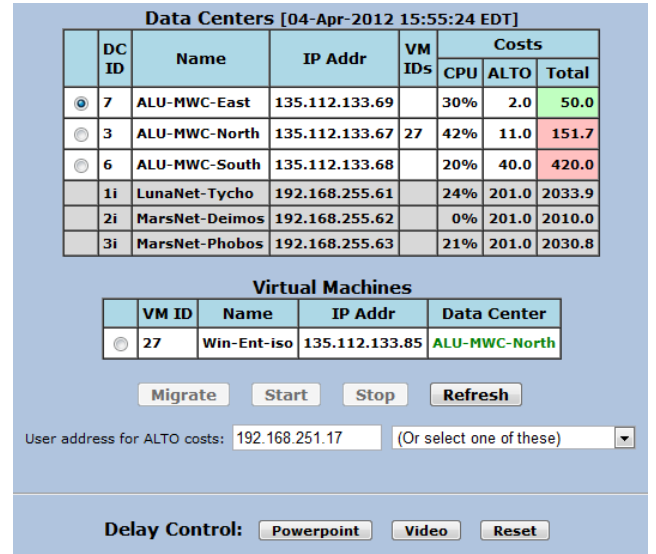 Data Centers [04-Apr-2012 15:55:24 EDT]
DC ID Name IP Addr VM IDs Costs
CPU ALTO Total
7 ALU-MWC-East 135.112.133.69 30% 2.0 50.0
3 ALU-MWC-North 135.112.133.67 27 42% 11.0 151.7
6 ALU-MWC-South 135.112.133.68 20% 40.0 420.0
1i LunaNet-Tycho 192.168.255.61 24% 201.0 2033.9
2i MarsNet-Deimos 192.168.255.62 0% 201.0 2010.0
3i MarsNet-Phobos 192.168.255.63 21% 201.0 2030.8
Virtual Machines
VM ID Name IP Addr Data Center
27 Win-Ent-iso 135.112.133.85 ALU-MWC-North
Migrate Start Stop Refresh
User address for ALTO costs: 192.168.251.17 (Or select one of these)
Delay Control: Powerpoint Video Reset